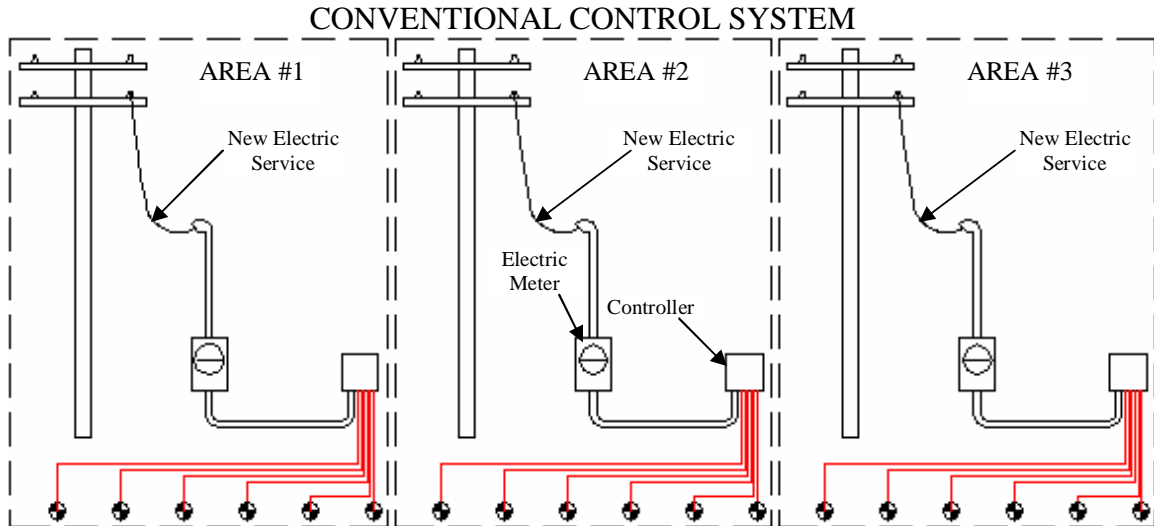 CONVENTIONAL CONTROL SYSTEM
AREA #1
New Electric
Service
AREA #2
New Electric
Service
Electric
Meter
Controller
AREA #3
New Electric
Service